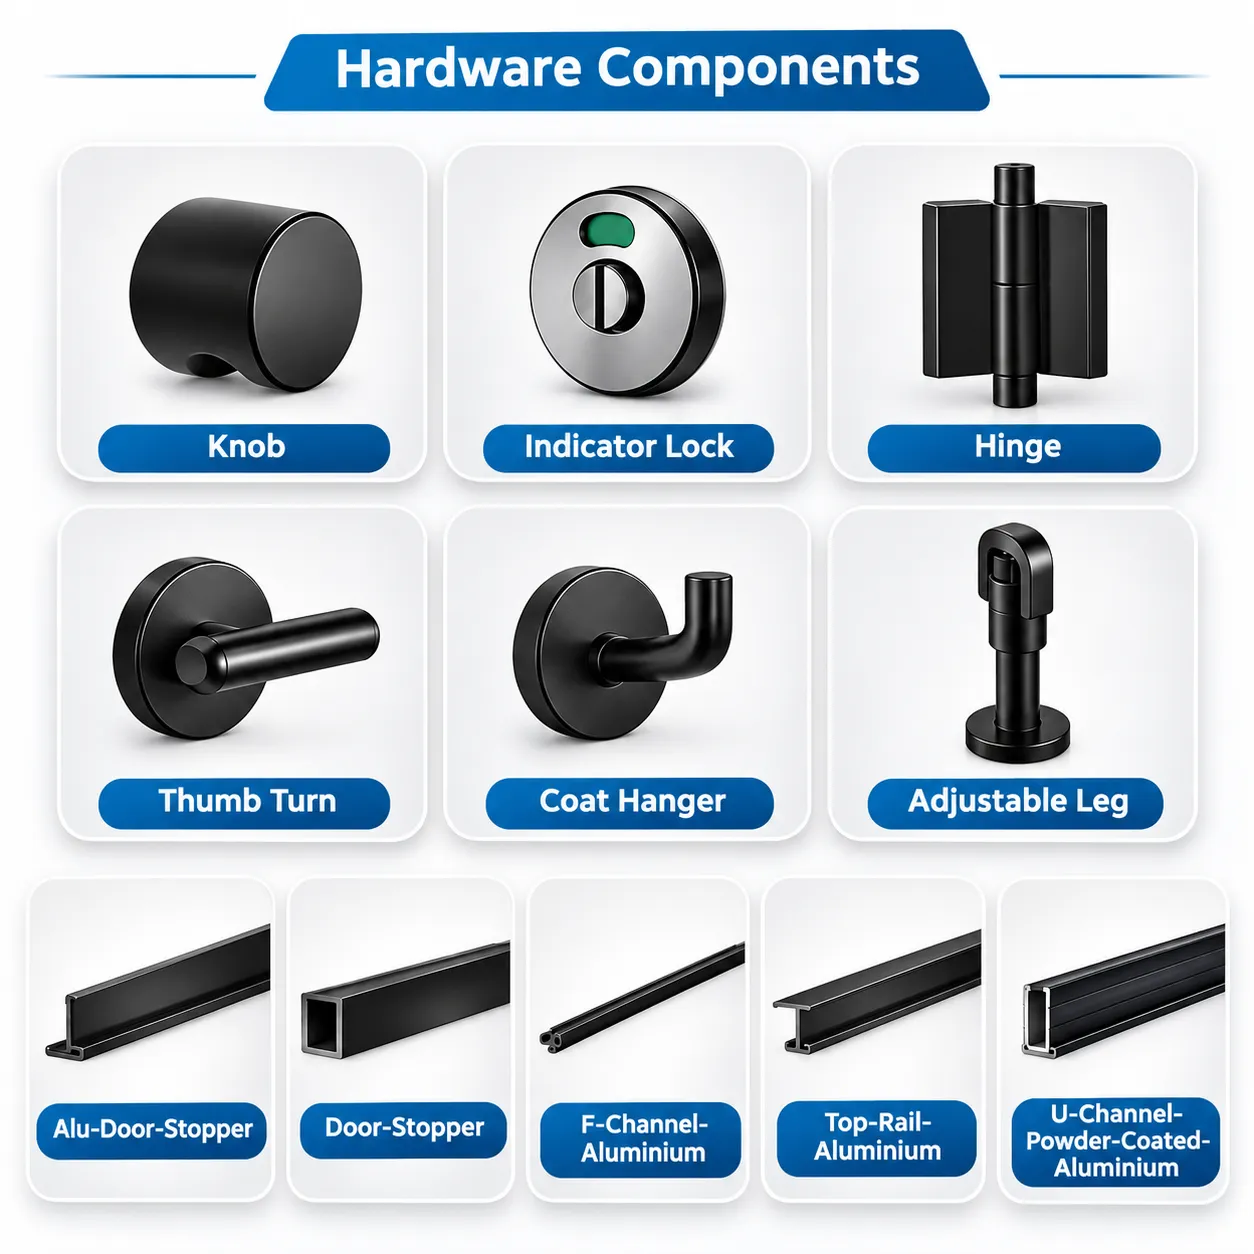 Hardware Components
Knob
Indicator Lock
Hinge
Thumb Turn
Coat Hanger
Adjustable Leg
Alu-Door-Stopper
Door-Stopper
F-Channel-
Aluminium
Top-Rail-
Aluminium
U-Channel-
Powder-Coated-
Aluminium